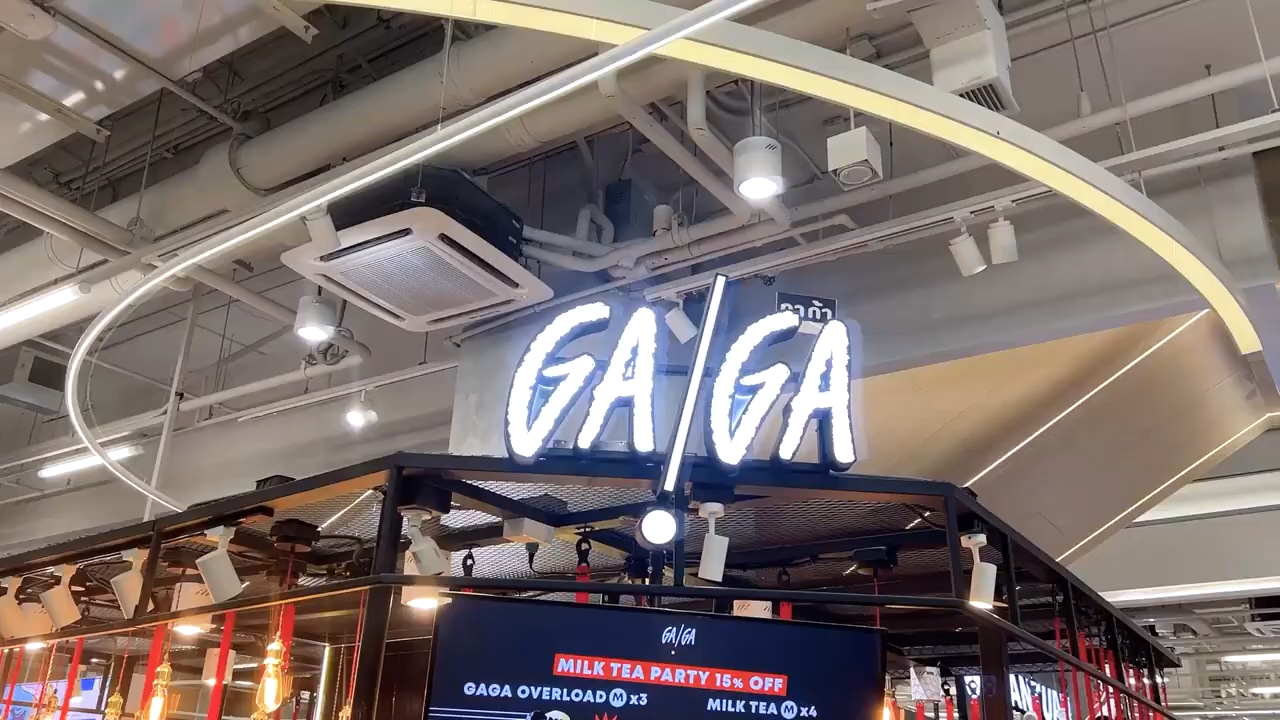 กาก้า
GA/GA
GA/GA
MILK TEA PARTY 15% OFF
GAGA OVERLOAD M x3
MILK TEA M x4